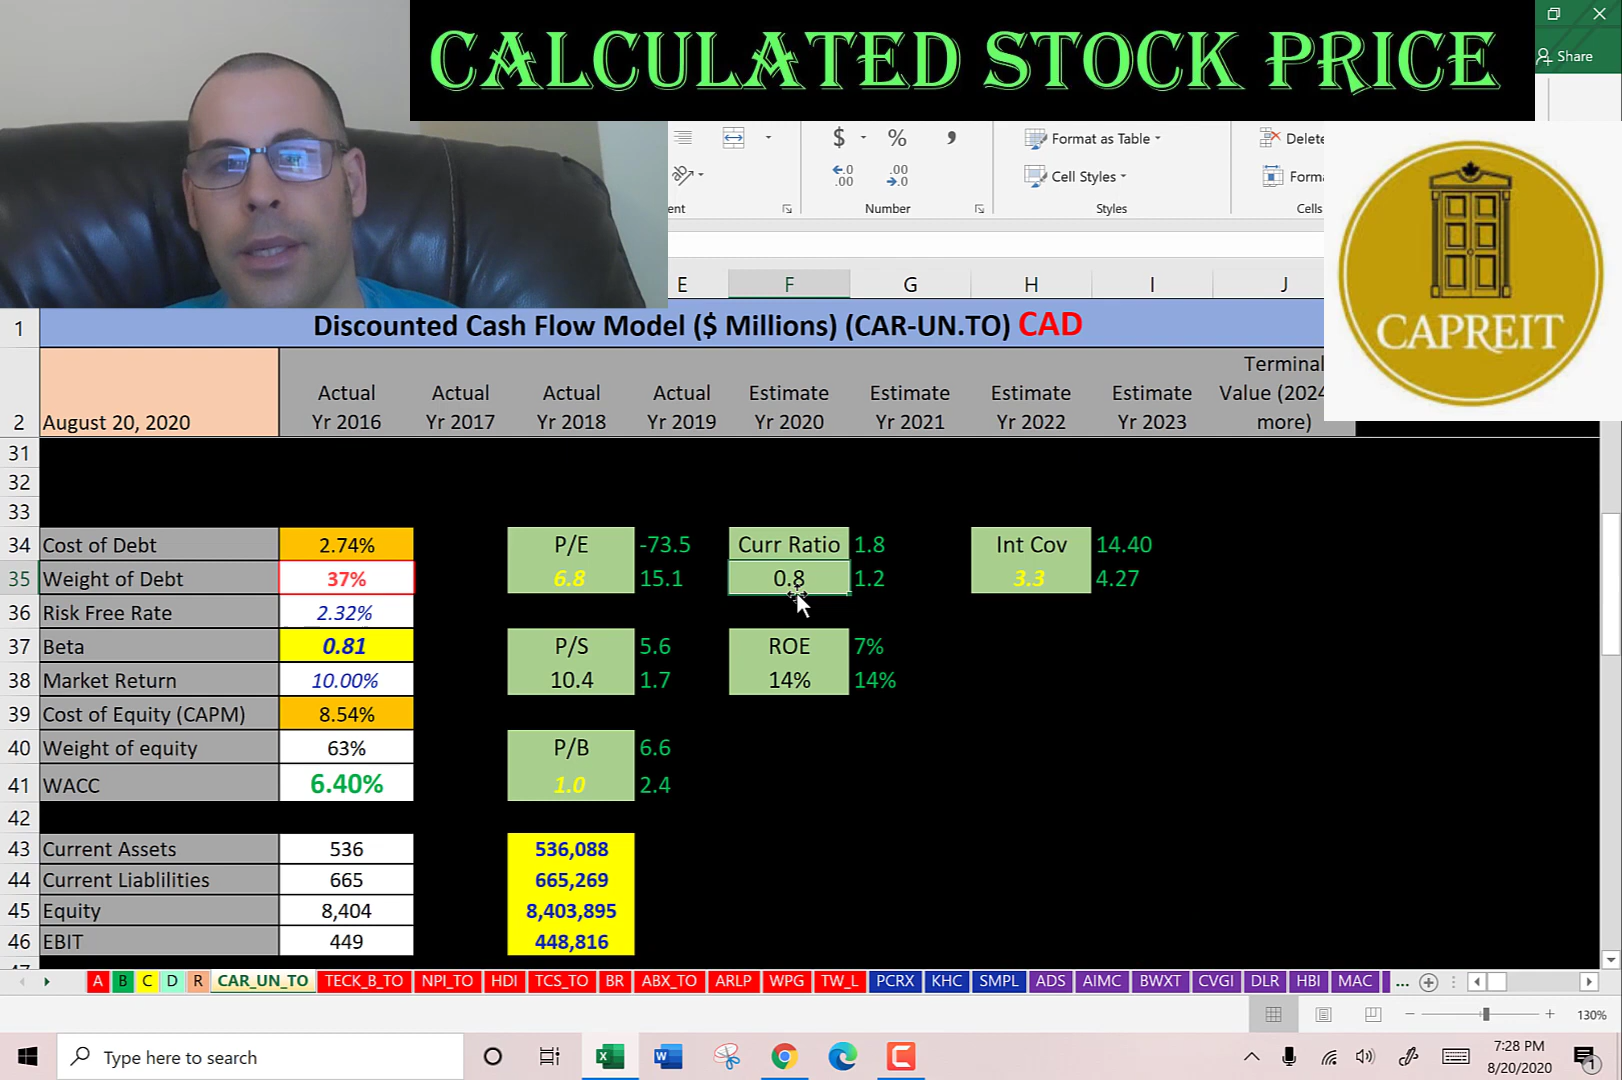 CALCULATED STOCK PRICE
Share
$ % ,
Format as Table
Delete
Cell Styles
Forma
ent
Number
Styles
Cells
CAPREIT
E F G H I J
1 Discounted Cash Flow Model ($ Millions) (CAR-UN.TO) CAD
2 August 20, 2020
Actual Yr 2016
Actual Yr 2017
Actual Yr 2018
Actual Yr 2019
Estimate Yr 2020
Estimate Yr 2021
Estimate Yr 2022
Estimate Yr 2023
Terminal Value (2024 more)
31
32
33
34 Cost of Debt 2.74% P/E -73.5 Curr Ratio 1.8 Int Cov 14.40
35 Weight of Debt 37% 6.8 15.1 0.8 1.2 3.3 4.27
36 Risk Free Rate 2.32%
37 Beta 0.81 P/S 5.6 ROE 7%
38 Market Return 10.00% 10.4 1.7 14% 14%
39 Cost of Equity (CAPM) 8.54%
40 Weight of equity 63% P/B 6.6
41 WACC 6.40% 1.0 2.4
42
43 Current Assets 536 536,088
44 Current Liablilities 665 665,269
45 Equity 8,404 8,403,895
46 EBIT 449 448,816
A B C D R CAR_UN_TO TECK_B_TO NPI_TO HDI TCS_TO BR ABX_TO ARLP WPG TW_L PCRX KHC SMPL ADS AIMC BWXT CVGI DLR HBI MAC ...
130%
Type here to search
7:28 PM
8/20/2020
1